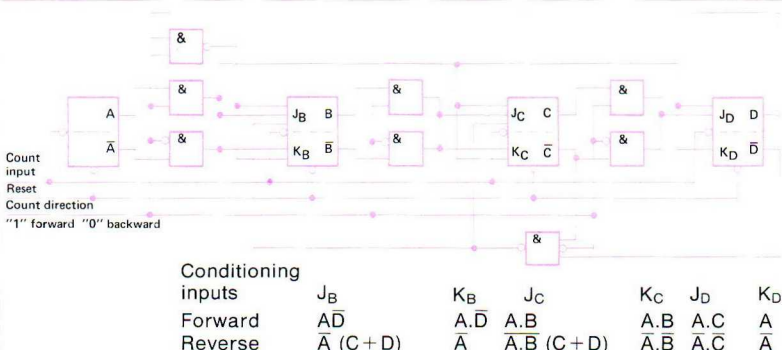 &
& & &
A J_B B J_C C J_D D
& & &
A̅ K_B B̅ K_C C̅ K_D D̅
Count
input
Reset
Count direction
"1" forward "0" backward
&
Conditioning
inputs J_B K_B J_C K_C J_D K_D
Forward AD̅ A.D̅ A.B A.B A.C A
Reverse A̅ (C+D) A̅ A̅.B̅ (C+D) A̅.B̅ A̅.C̅ A̅